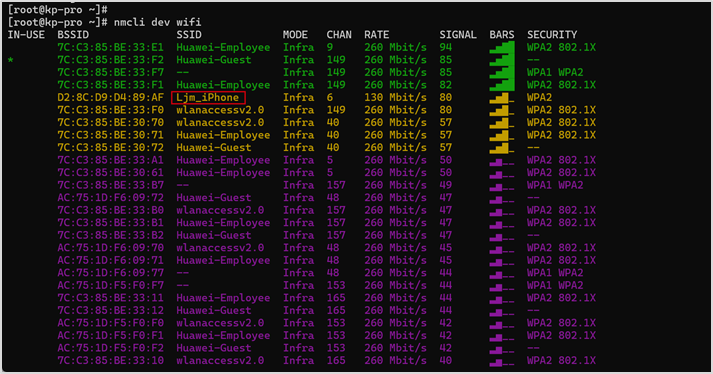 [root@kp-pro ~]#
[root@kp-pro ~]# nmcli dev wifi
IN-USE  BSSID              SSID             MODE   CHAN  RATE        SIGNAL  BARS  SECURITY
        7C:C3:85:BE:33:E1  Huawei-Employee  Infra  9     260 Mbit/s  94      ▂▄▆█  WPA2 802.1X
*       7C:C3:85:BE:33:F2  Huawei-Guest     Infra  149   260 Mbit/s  85      ▂▄▆█  --
        7C:C3:85:BE:33:F7  --               Infra  149   260 Mbit/s  85      ▂▄▆█  WPA1 WPA2
        7C:C3:85:BE:33:F1  Huawei-Employee  Infra  149   260 Mbit/s  82      ▂▄▆█  WPA2 802.1X
        D2:8C:D9:D4:89:AF  Ljm_iPhone       Infra  6     130 Mbit/s  80      ▂▄▆_  WPA2
        7C:C3:85:BE:33:F0  wlanaccessv2.0   Infra  149   260 Mbit/s  80      ▂▄▆_  WPA2 802.1X
        7C:C3:85:BE:30:70  wlanaccessv2.0   Infra  40    260 Mbit/s  57      ▂▄▆_  WPA2 802.1X
        7C:C3:85:BE:30:71  Huawei-Employee  Infra  40    260 Mbit/s  57      ▂▄▆_  WPA2 802.1X
        7C:C3:85:BE:30:72  Huawei-Guest     Infra  40    260 Mbit/s  57      ▂▄▆_  --
        7C:C3:85:BE:33:A1  Huawei-Employee  Infra  5     260 Mbit/s  50      ▂▄__  WPA2 802.1X
        7C:C3:85:BE:30:61  Huawei-Employee  Infra  5     260 Mbit/s  50      ▂▄__  WPA2 802.1X
        7C:C3:85:BE:33:B7  --               Infra  157   260 Mbit/s  49      ▂▄__  WPA1 WPA2
        AC:75:1D:F6:09:72  Huawei-Guest     Infra  48    260 Mbit/s  47      ▂▄__  --
        7C:C3:85:BE:33:B0  wlanaccessv2.0   Infra  157   260 Mbit/s  47      ▂▄__  WPA2 802.1X
        7C:C3:85:BE:33:B1  Huawei-Employee  Infra  157   260 Mbit/s  47      ▂▄__  WPA2 802.1X
        7C:C3:85:BE:33:B2  Huawei-Guest     Infra  157   260 Mbit/s  47      ▂▄__  --
        AC:75:1D:F6:09:70  wlanaccessv2.0   Infra  48    260 Mbit/s  45      ▂▄__  WPA2 802.1X
        AC:75:1D:F6:09:71  Huawei-Employee  Infra  48    260 Mbit/s  45      ▂▄__  WPA2 802.1X
        AC:75:1D:F6:09:77  --               Infra  48    260 Mbit/s  44      ▂▄__  WPA1 WPA2
        AC:75:1D:F5:F0:F7  --               Infra  153   260 Mbit/s  44      ▂▄__  WPA1 WPA2
        7C:C3:85:BE:33:11  Huawei-Employee  Infra  165   260 Mbit/s  44      ▂▄__  WPA2 802.1X
        7C:C3:85:BE:33:12  Huawei-Guest     Infra  165   260 Mbit/s  44      ▂▄__  --
        AC:75:1D:F5:F0:F0  wlanaccessv2.0   Infra  153   260 Mbit/s  42      ▂▄__  WPA2 802.1X
        AC:75:1D:F5:F0:F1  Huawei-Employee  Infra  153   260 Mbit/s  42      ▂▄__  WPA2 802.1X
        AC:75:1D:F5:F0:F2  Huawei-Guest     Infra  153   260 Mbit/s  42      ▂▄__  --
        7C:C3:85:BE:33:10  wlanaccessv2.0   Infra  165   260 Mbit/s  40      ▂▄__  WPA2 802.1X